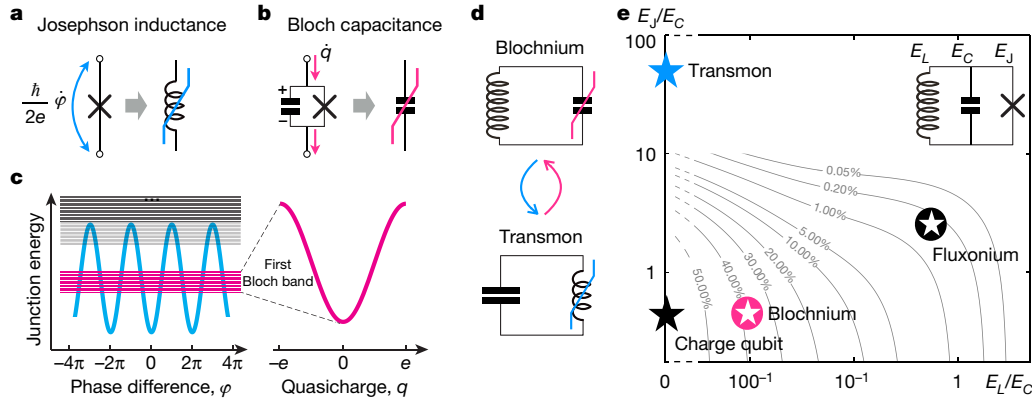 a Josephson inductance
ħ/2e φ̇
b Bloch capacitance
q̇
+
−
c
Junction energy
...
First
Bloch band
−4π −2π 0 2π 4π
Phase difference, φ
−e 0 e
Quasicharge, q
d
Blochnium
Transmon
e
E_J/E_C
100
10
1
Transmon
E_L E_C E_J
0.05%
0.20%
1.00%
5.00%
10.00%
20.00%
30.00%
40.00%
50.00%
Fluxonium
Blochnium
Charge qubit
0 100⁻¹ 10⁻¹ 1 E_L/E_C